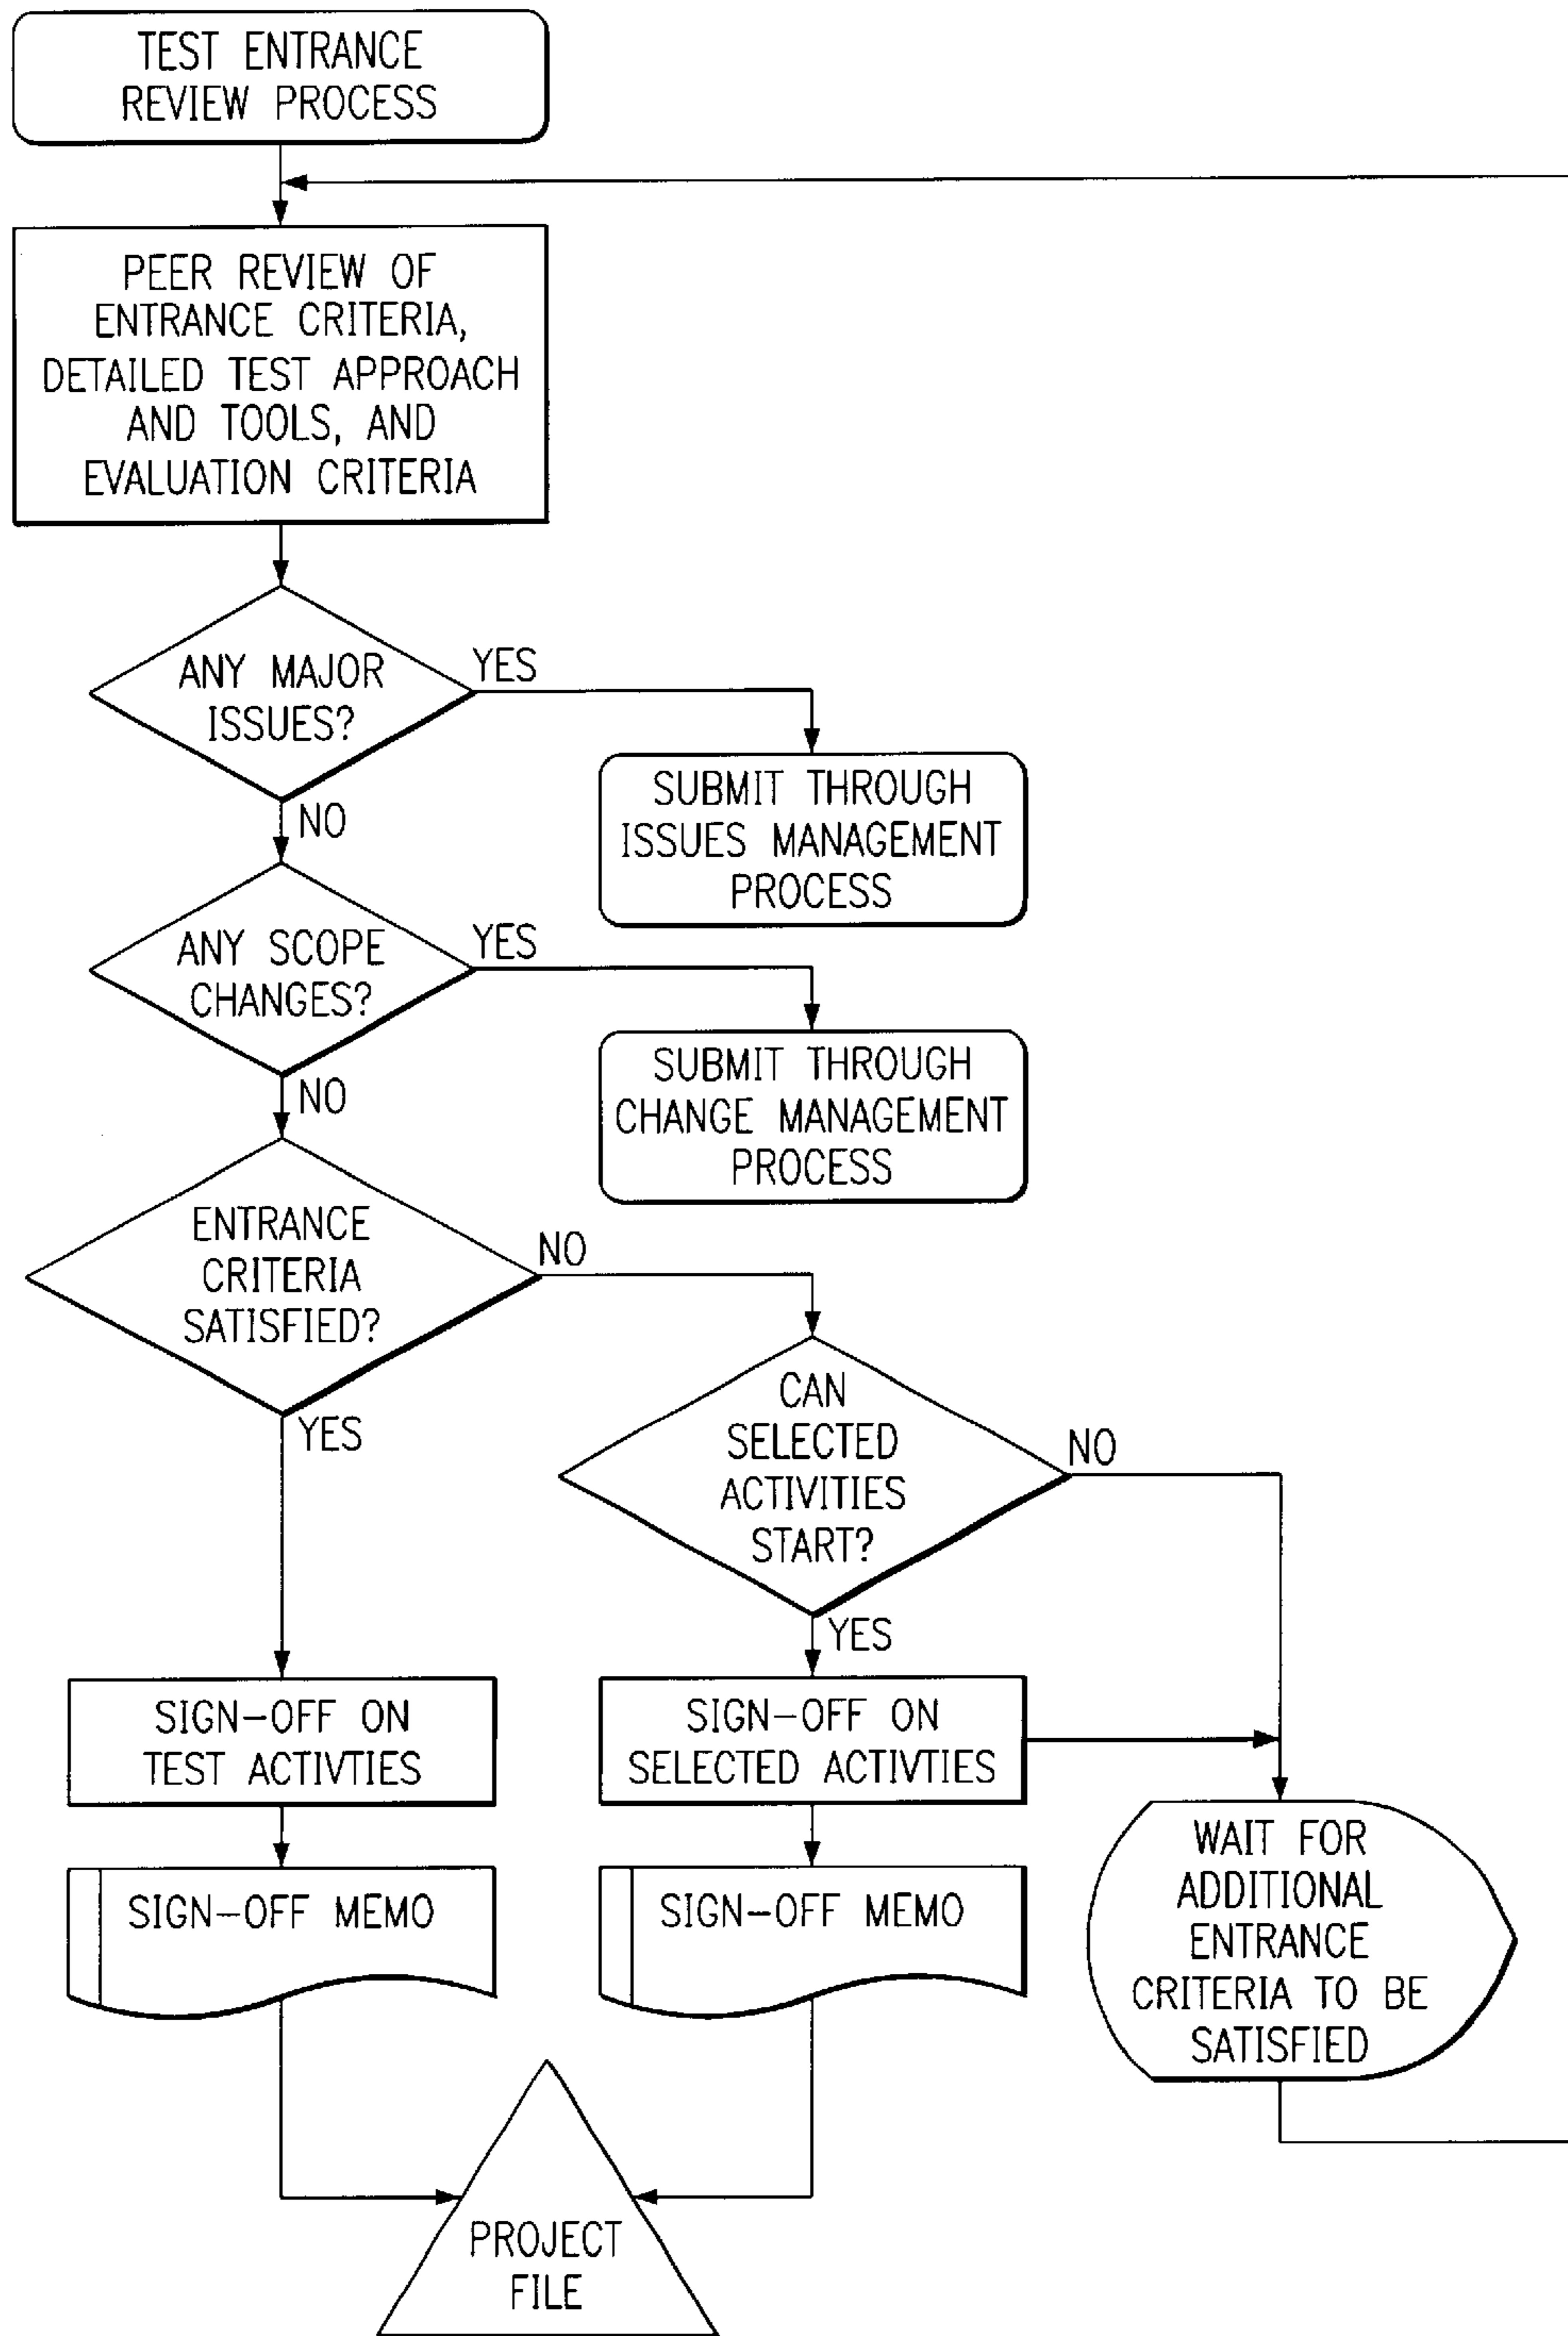 TEST ENTRANCE
REVIEW PROCESS
PEER REVIEW OF
ENTRANCE CRITERIA,
DETAILED TEST APPROACH
AND TOOLS, AND
EVALUATION CRITERIA
ANY MAJOR
ISSUES?
YES
SUBMIT THROUGH
ISSUES MANAGEMENT
PROCESS
NO
ANY SCOPE
CHANGES?
YES
SUBMIT THROUGH
CHANGE MANAGEMENT
PROCESS
NO
ENTRANCE
CRITERIA
SATISFIED?
NO
CAN
SELECTED
ACTIVITIES
START?
NO
YES
YES
SIGN-OFF ON
TEST ACTIVTIES
SIGN-OFF ON
SELECTED ACTIVTIES
SIGN-OFF MEMO
SIGN-OFF MEMO
WAIT FOR
ADDITIONAL
ENTRANCE
CRITERIA TO BE
SATISFIED
PROJECT
FILE